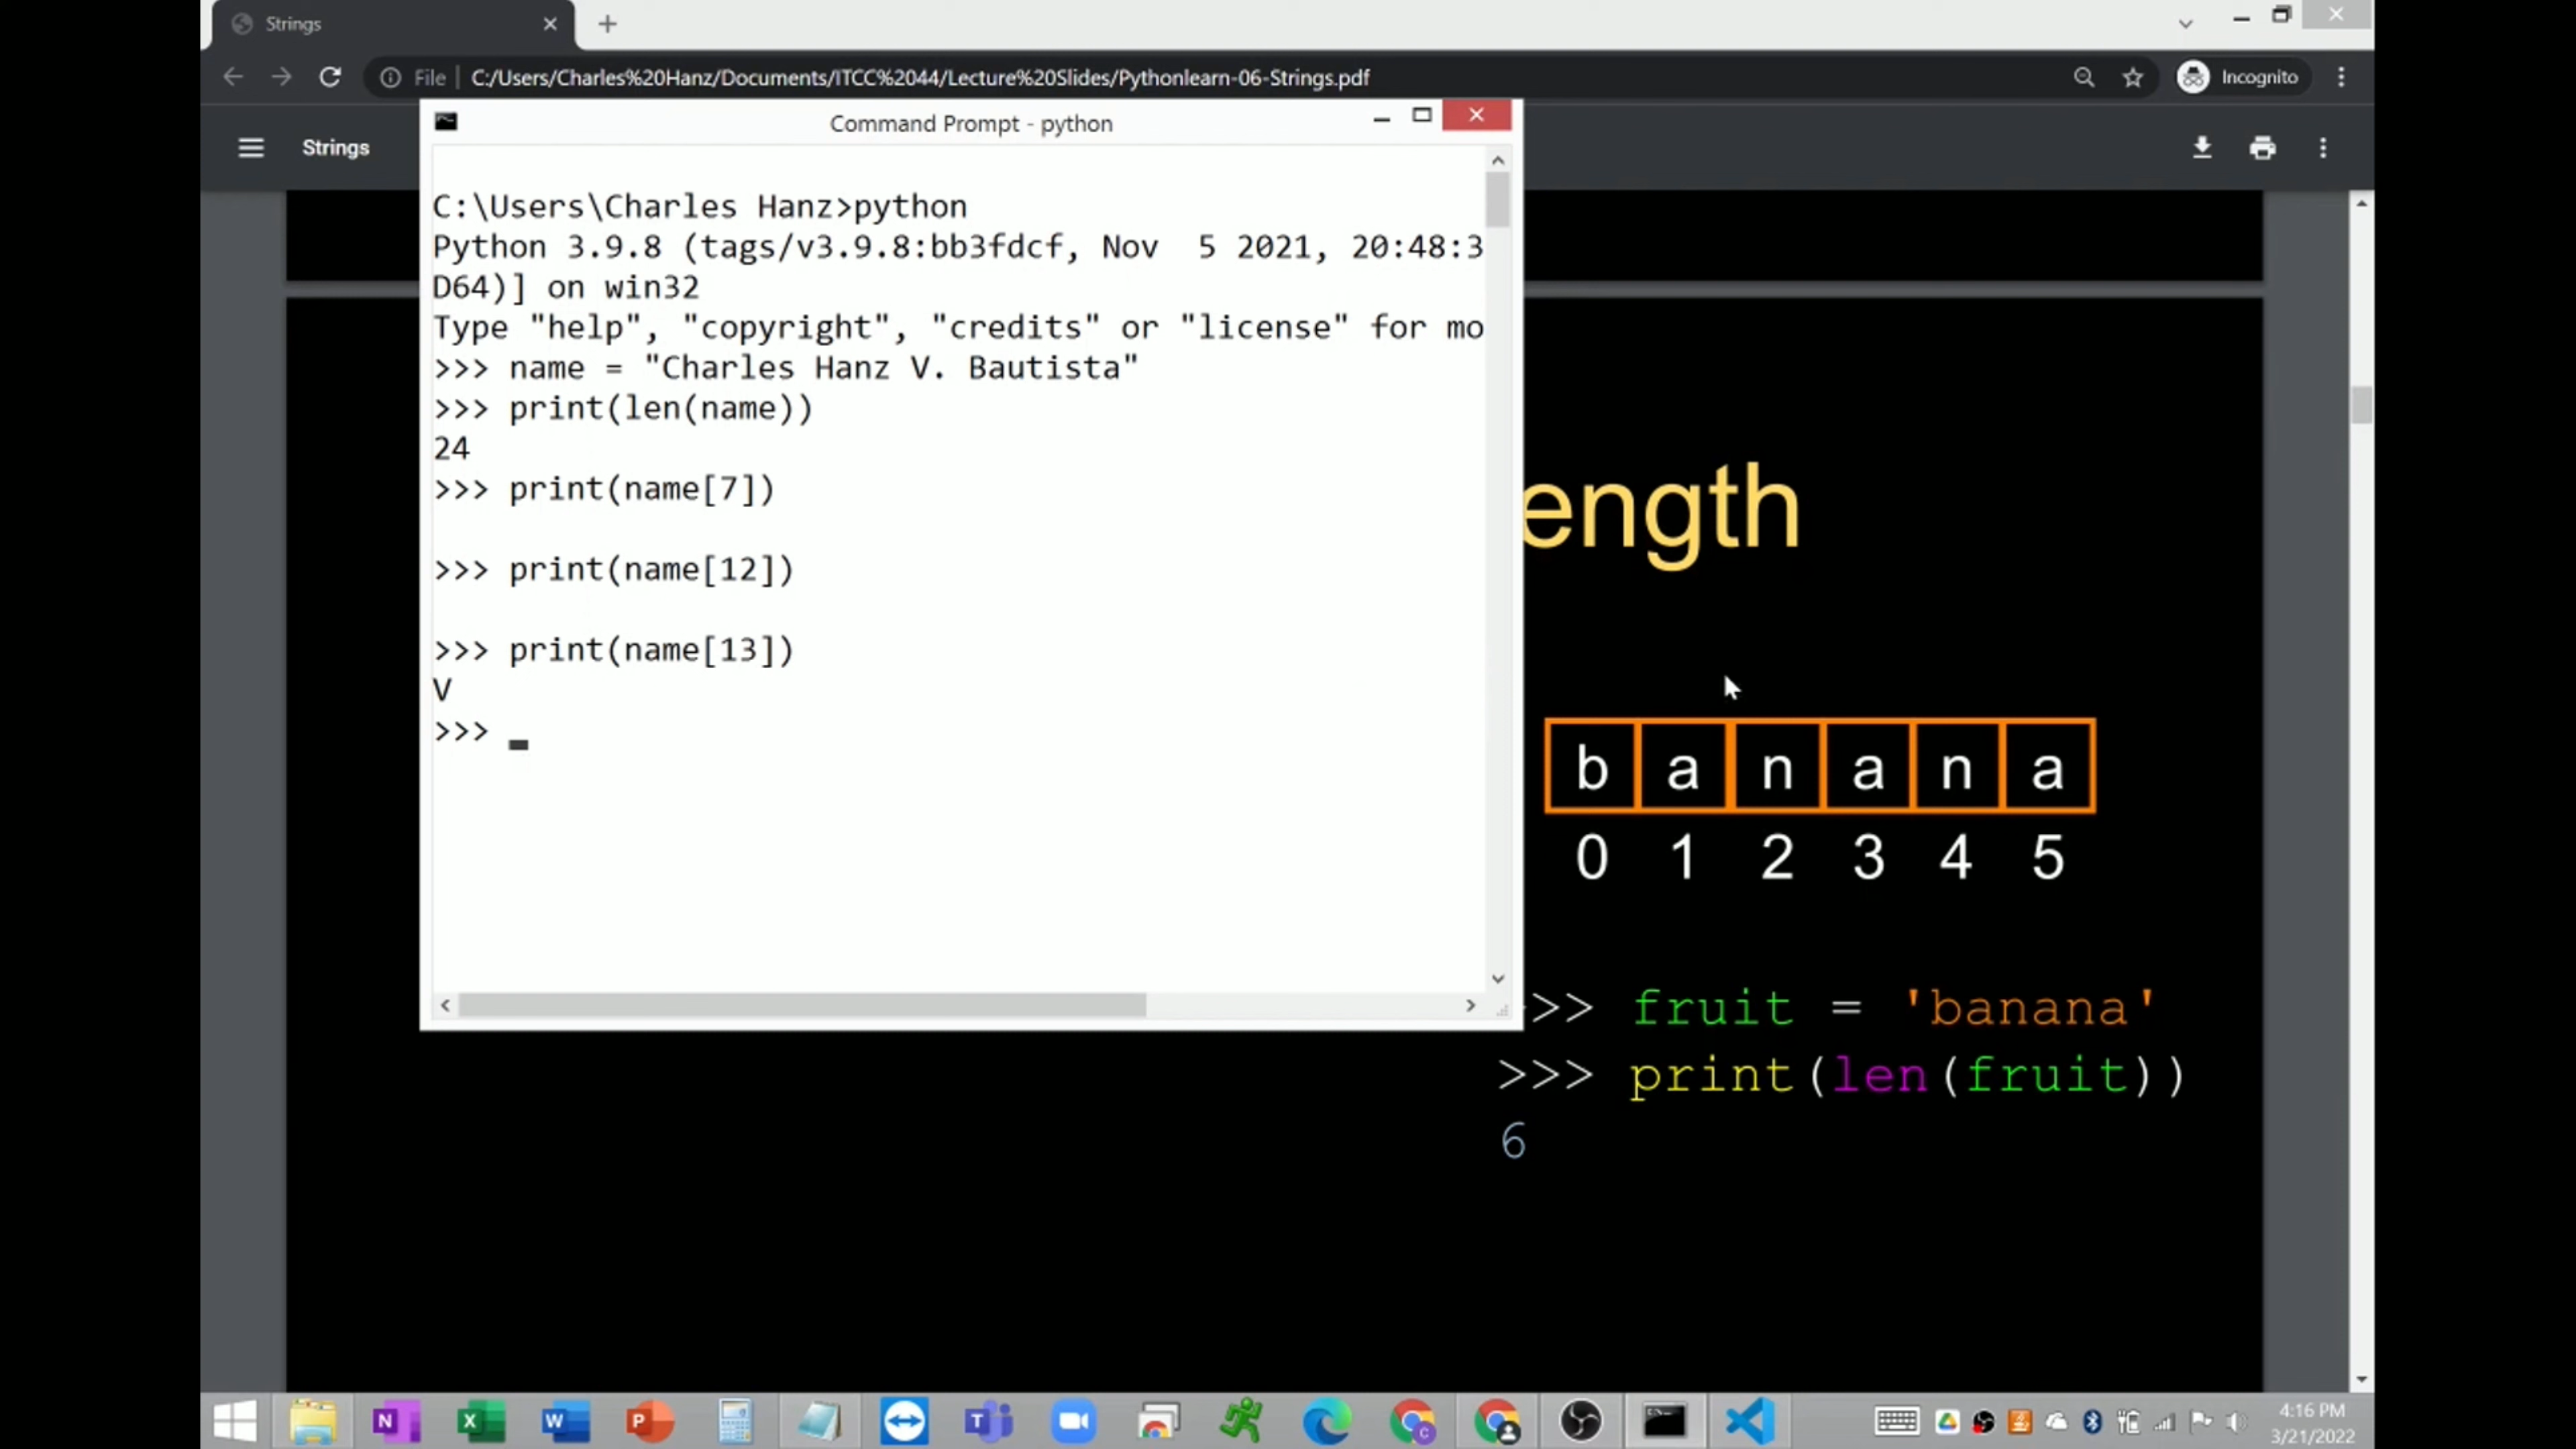 Strings
File | C:/Users/Charles%20Hanz/Documents/ITCC%2044/Lecture%20Slides/Pythonlearn-06-Strings.pdf
Incognito
Strings
Command Prompt - python
C:\Users\Charles Hanz>python
Python 3.9.8 (tags/v3.9.8:bb3fdcf, Nov  5 2021, 20:48:3
D64)] on win32
Type "help", "copyright", "credits" or "license" for mo
>>> name = "Charles Hanz V. Bautista"
>>> print(len(name))
24
>>> print(name[7])
>>> print(name[12])
>>> print(name[13])
V
>>> _
ength
b a n a n a
0 1 2 3 4 5
>>> fruit = 'banana'
>>> print(len(fruit))
6
4:16 PM
3/21/2022